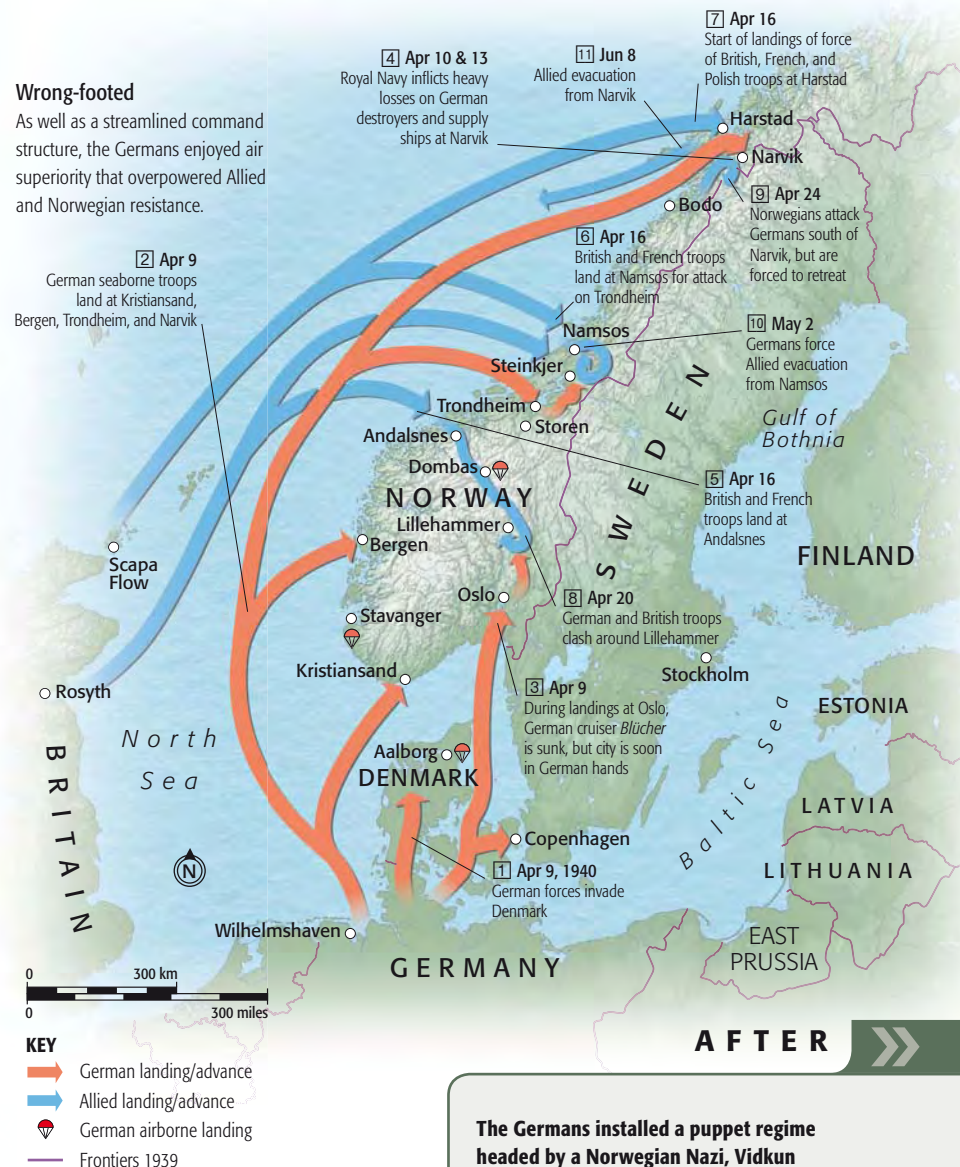 Wrong-footed
As well as a streamlined command
structure, the Germans enjoyed air
superiority that overpowered Allied
and Norwegian resistance.
4 Apr 10 & 13
Royal Navy inflicts heavy
losses on German
destroyers and supply
ships at Narvik
11 Jun 8
Allied evacuation
from Narvik
7 Apr 16
Start of landings of force
of British, French, and
Polish troops at Harstad
Harstad
Narvik
Bodo
9 Apr 24
Norwegians attack
Germans south of
Narvik, but are
forced to retreat
2 Apr 9
German seaborne troops
land at Kristiansand,
Bergen, Trondheim, and Narvik
6 Apr 16
British and French troops
land at Namsos for attack
on Trondheim
Namsos
Steinkjer
10 May 2
Germans force
Allied evacuation
from Namsos
Trondheim
Storen
Andalsnes
Dombas
NORWAY
Lillehammer
Bergen
SWEDEN
Gulf of
Bothnia
5 Apr 16
British and French
troops land at
Andalsnes
FINLAND
Scapa
Flow
Oslo
Stavanger
8 Apr 20
German and British troops
clash around Lillehammer
Kristiansand
Stockholm
Rosyth
3 Apr 9
During landings at Oslo,
German cruiser Blücher
is sunk, but city is soon
in German hands
ESTONIA
North
Sea
Aalborg
DENMARK
Baltic Sea
LATVIA
BRITAIN
Copenhagen
LITHUANIA
N
1 Apr 9, 1940
German forces invade
Denmark
Wilhelmshaven
EAST
PRUSSIA
GERMANY
0 300 km
0 300 miles
KEY
German landing/advance
Allied landing/advance
German airborne landing
Frontiers 1939
AFTER
The Germans installed a puppet regime
headed by a Norwegian Nazi, Vidkun